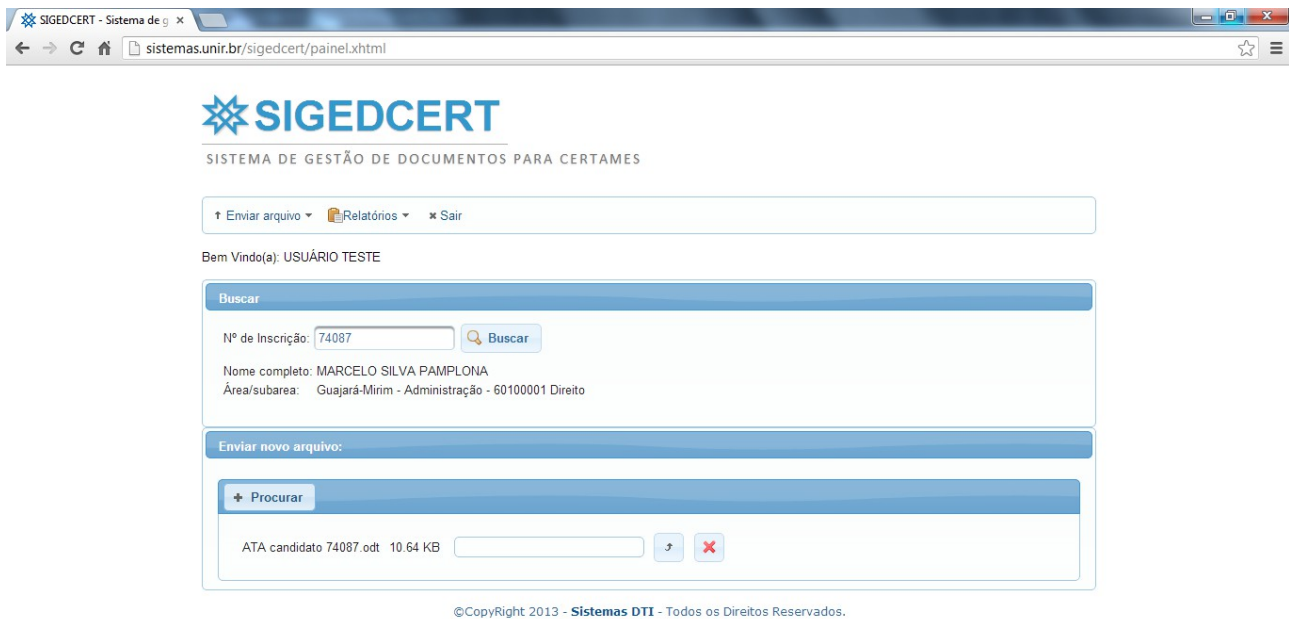 SIGEDCERT - Sistema de g
sistemas.unir.br/sigedcert/painel.xhtml
SIGEDCERT
SISTEMA DE GESTÃO DE DOCUMENTOS PARA CERTAMES
Enviar arquivo Relatórios Sair
Bem Vindo(a): USUÁRIO TESTE
Buscar
Nº de Inscrição: 74087 Buscar
Nome completo: MARCELO SILVA PAMPLONA
Área/subarea: Guajará-Mirim - Administração - 60100001 Direito
Enviar novo arquivo:
Procurar
ATA candidato 74087.odt 10.64 KB
©CopyRight 2013 - Sistemas DTI - Todos os Direitos Reservados.